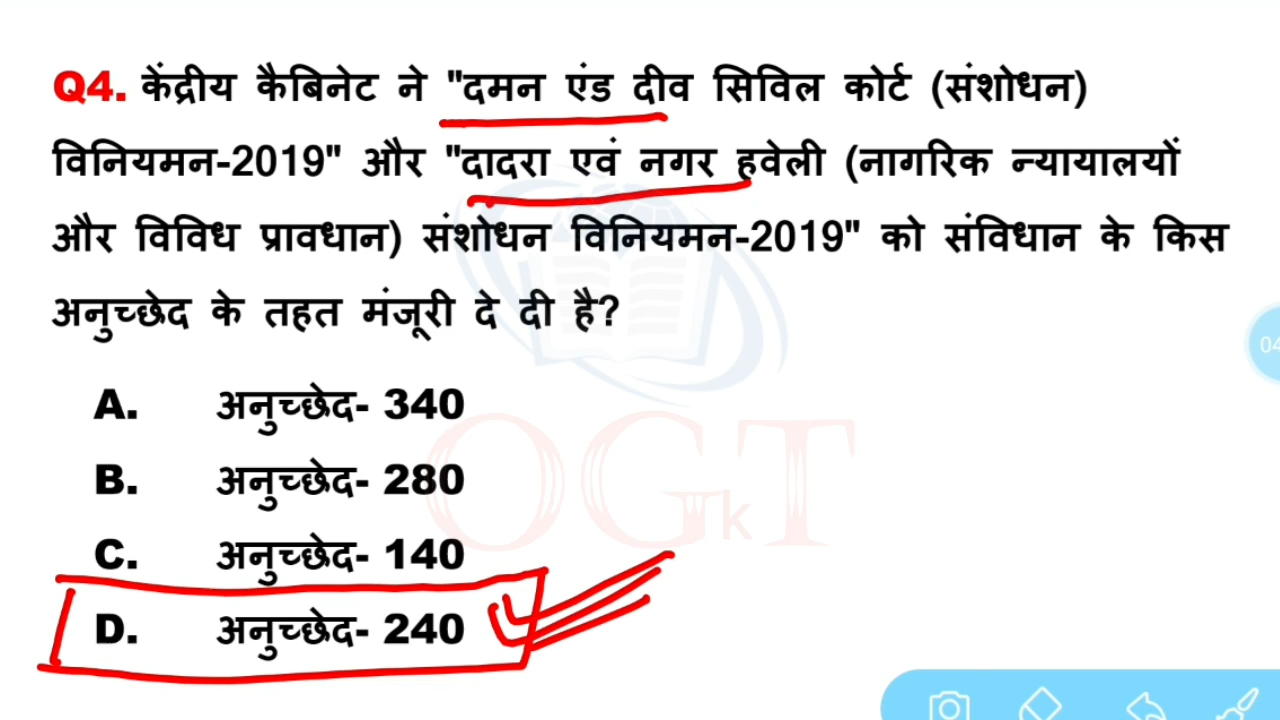 Q4. केंद्रीय कैबिनेट ने "दमन एंड दीव सिविल कोर्ट (संशोधन)
विनियमन-2019" और "दादरा एवं नगर हवेली (नागरिक न्यायालयों
और विविध प्रावधान) संशोधन विनियमन-2019" को संविधान के किस
अनुच्छेद के तहत मंजूरी दे दी है?
A. अनुच्छेद- 340
B. अनुच्छेद- 280
C. अनुच्छेद- 140
D. अनुच्छेद- 240
OGkT
04